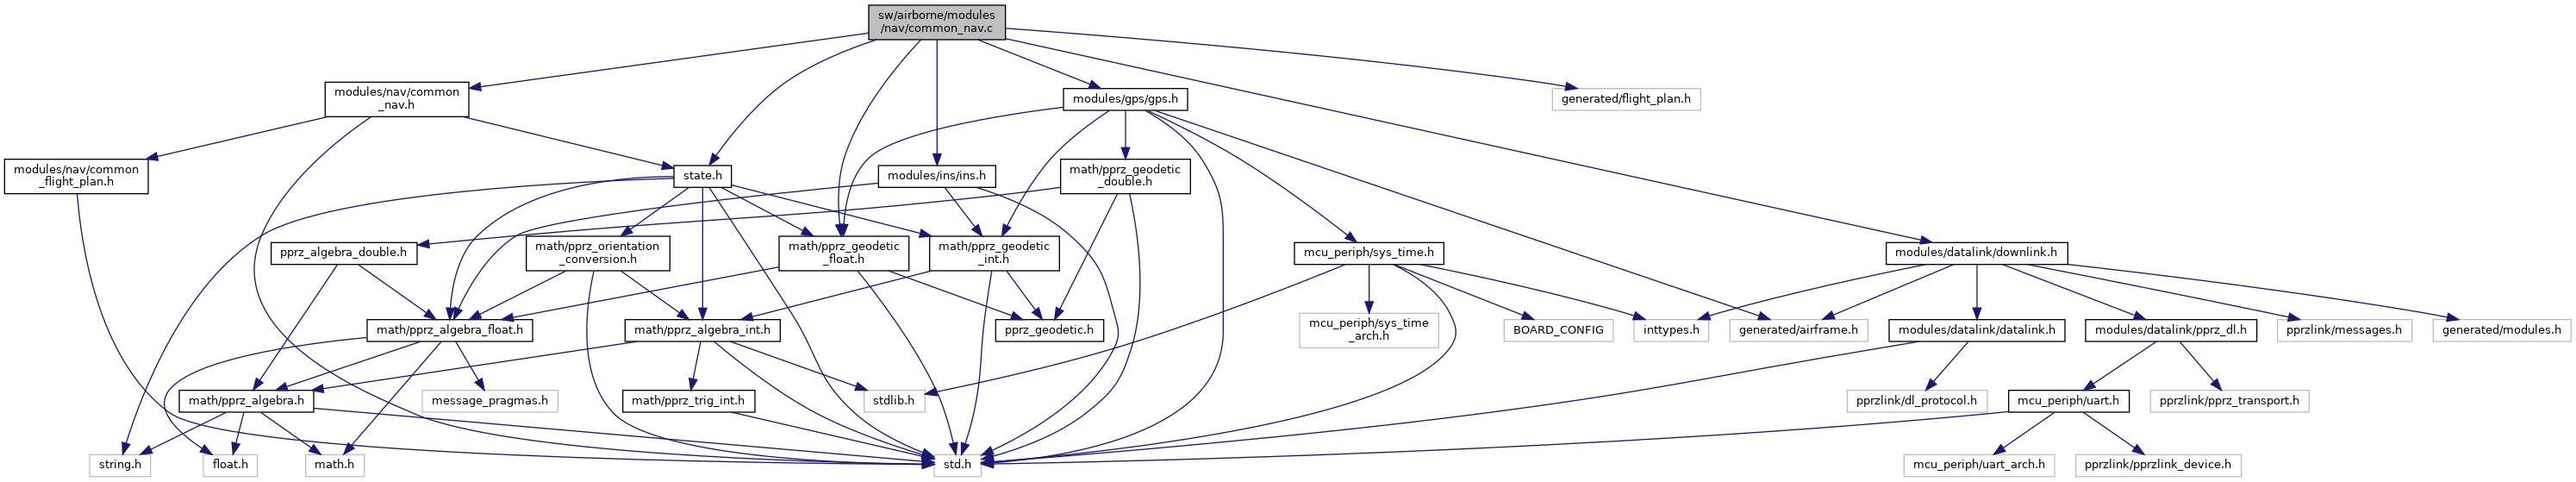 sw/airborne/modules
/nav/common_nav.c
modules/nav/common
_nav.h
modules/gps/gps.h
generated/flight_plan.h
modules/nav/common
_flight_plan.h
state.h
modules/ins/ins.h
math/pprz_geodetic
_double.h
pprz_algebra_double.h
math/pprz_orientation
_conversion.h
math/pprz_geodetic
_float.h
math/pprz_geodetic
_int.h
mcu_periph/sys_time.h
modules/datalink/downlink.h
math/pprz_algebra_float.h
math/pprz_algebra_int.h
pprz_geodetic.h
mcu_periph/sys_time
_arch.h
BOARD_CONFIG
inttypes.h
generated/airframe.h
modules/datalink/datalink.h
modules/datalink/pprz_dl.h
pprzlink/messages.h
generated/modules.h
math/pprz_algebra.h
message_pragmas.h
math/pprz_trig_int.h
stdlib.h
pprzlink/dl_protocol.h
mcu_periph/uart.h
pprzlink/pprz_transport.h
string.h
float.h
math.h
std.h
mcu_periph/uart_arch.h
pprzlink/pprzlink_device.h